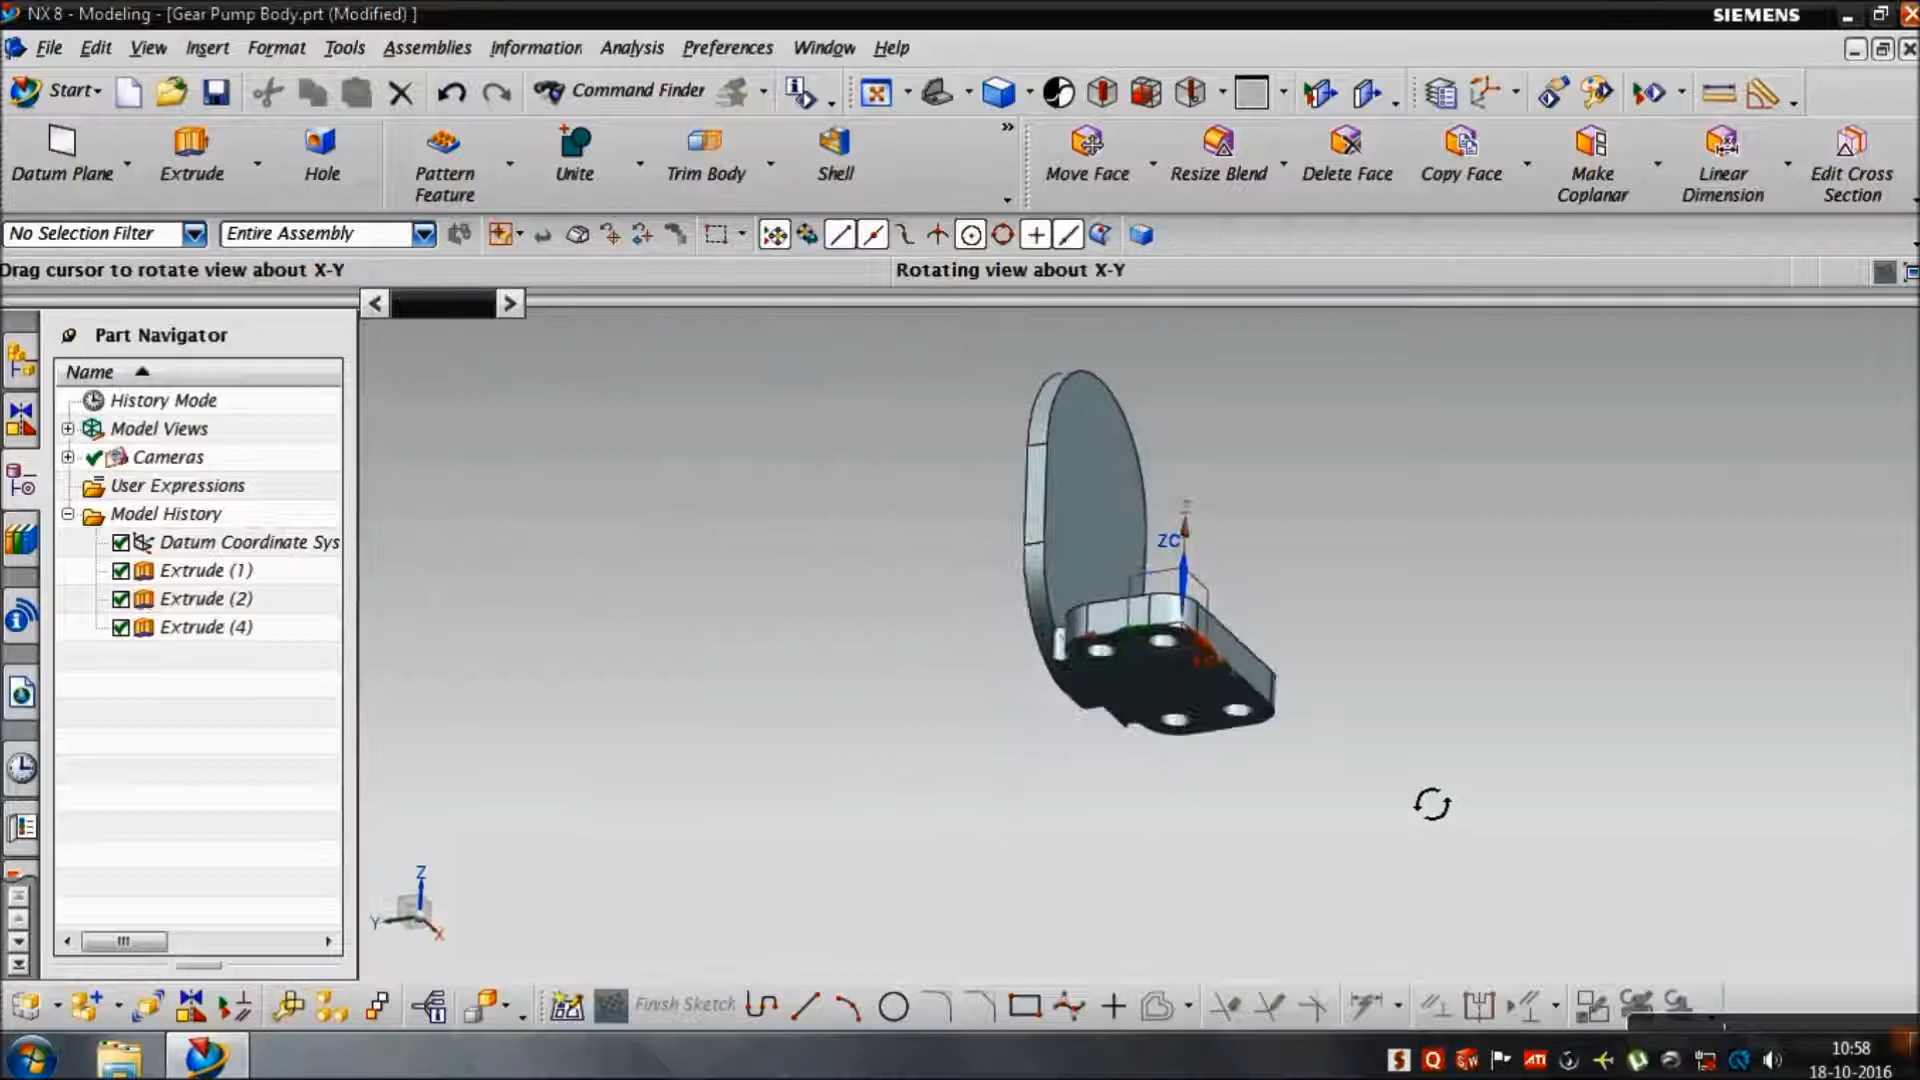 NX 8 - Modeling - [Gear Pump Body.prt (Modified) ]
SIEMENS
File Edit View Insert Format Tools Assemblies Information Analysis Preferences Window Help
Start Command Finder
Datum Plane Extrude Hole Pattern Feature Unite Trim Body Shell Move Face Resize Blend Delete Face Copy Face Make Coplanar Linear Dimension Edit Cross Section
No Selection Filter Entire Assembly
Drag cursor to rotate view about X-Y
Rotating view about X-Y
Part Navigator
Name
History Mode
Model Views
Cameras
User Expressions
Model History
Datum Coordinate Sys
Extrude (1)
Extrude (2)
Extrude (4)
ZC
Z
Y
X
Finish Sketch
10:58
18-10-2016